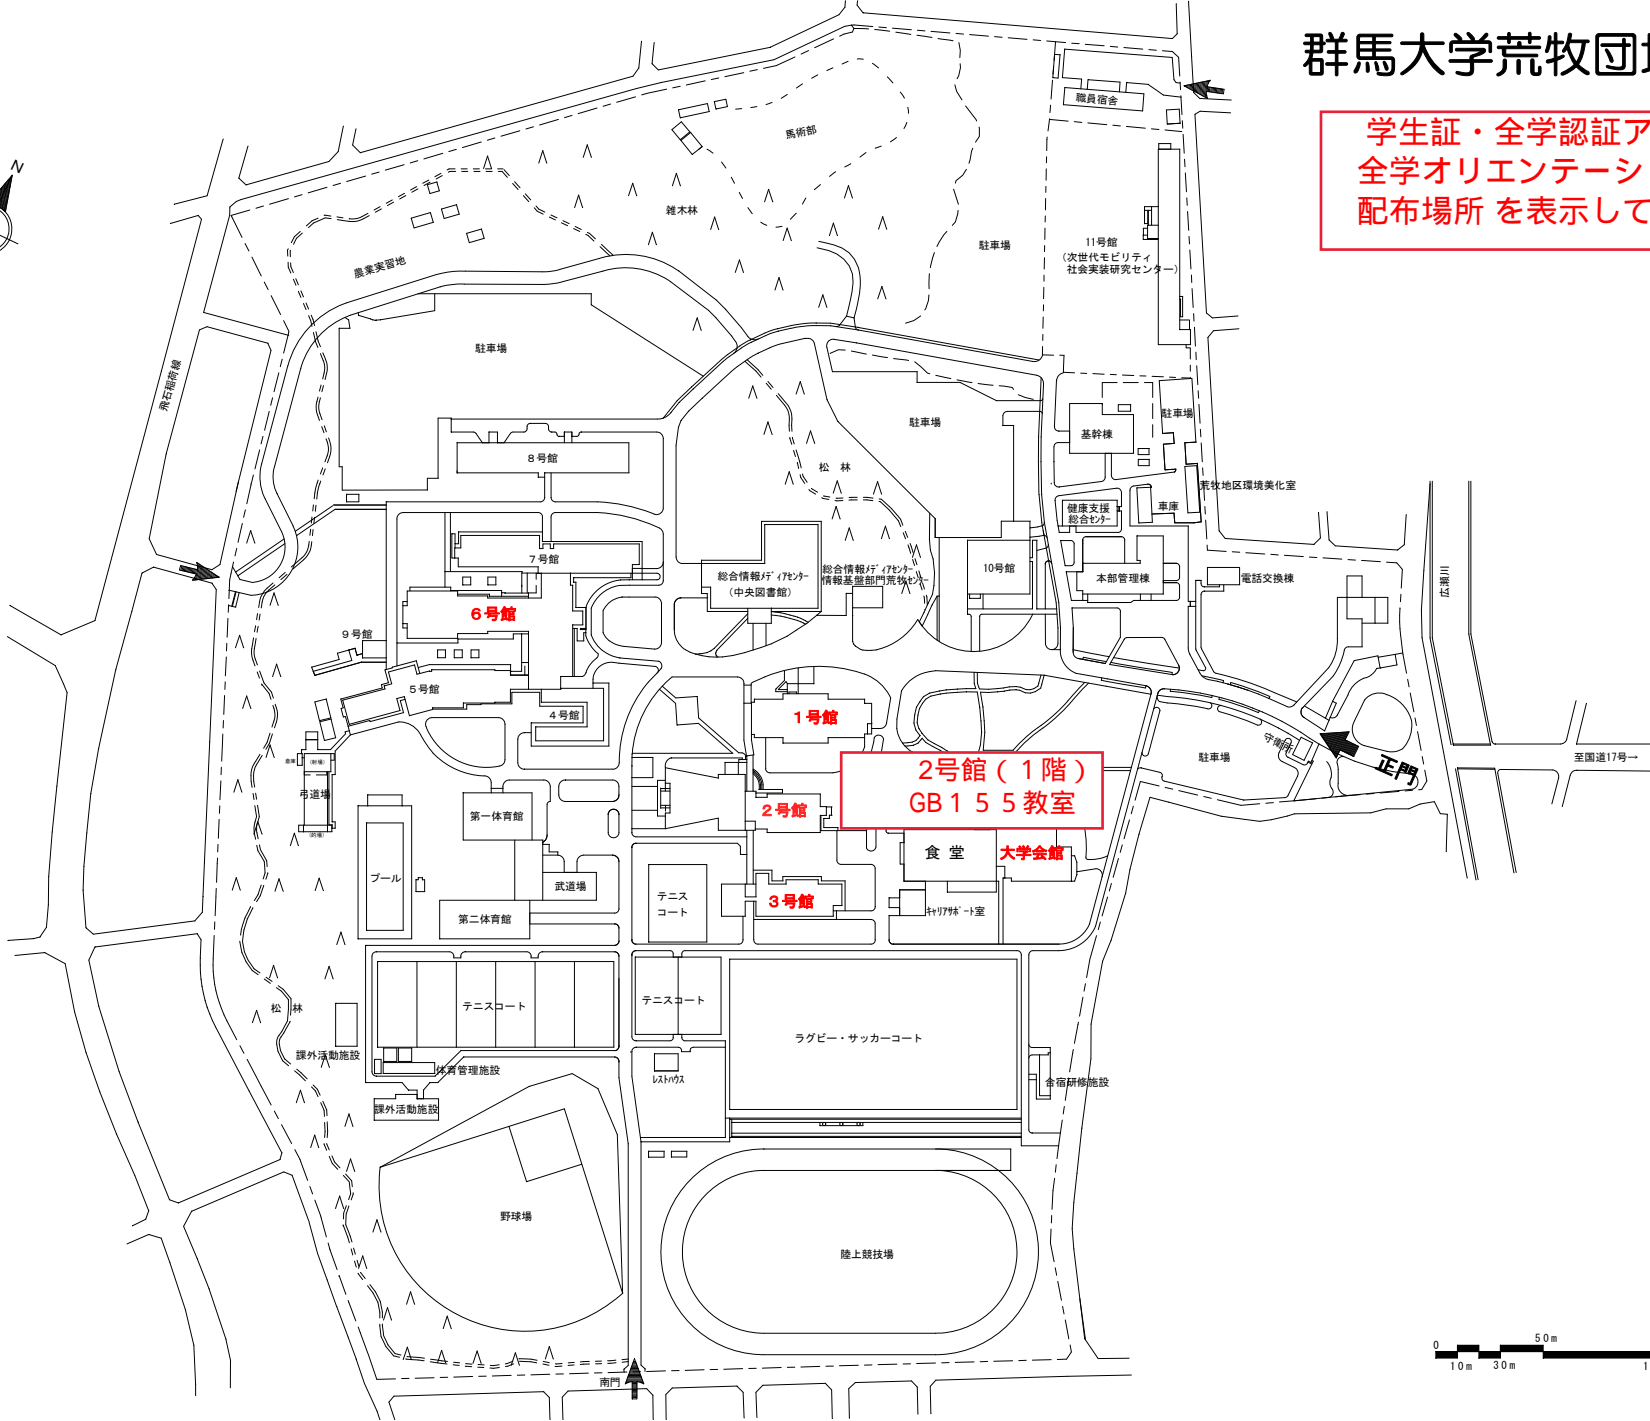 群馬大学荒牧団
学生証・全学認証ア
全学オリエンテーシ
配布場所 を表示して
N
職員宿舎
馬術部
雑木林
駐車場
11号館
(次世代モビリティ
社会実装研究センター)
農業実習地
駐車場
飛石稲荷線
駐車場
駐車場
基幹棟
8号館
松 林
荒牧地区環境美化室
健康支援
総合センター
車庫
7号館
総合情報メディアセンター
(中央図書館)
総合情報メディアセンター
情報基盤部門荒牧センター
10号館
本部管理棟
電話交換棟
広瀬川
6号館
9号館
5号館
4号館
1号館
守衛所
正門
駐車場
至国道17号→
2号館(1階)
GB155教室
倉庫
(射場)
弓道場
(的場)
第一体育館
2号館
食 堂
大学会館
プール
武道場
テニス
コート
3号館
キャリアサポート室
第二体育館
松 林
テニスコート
テニスコート
ラグビー・サッカーコート
課外活動施設
体育管理施設
レストハウス
合宿研修施設
課外活動施設
野球場
陸上競技場
南門
0
50m
10m
30m
1